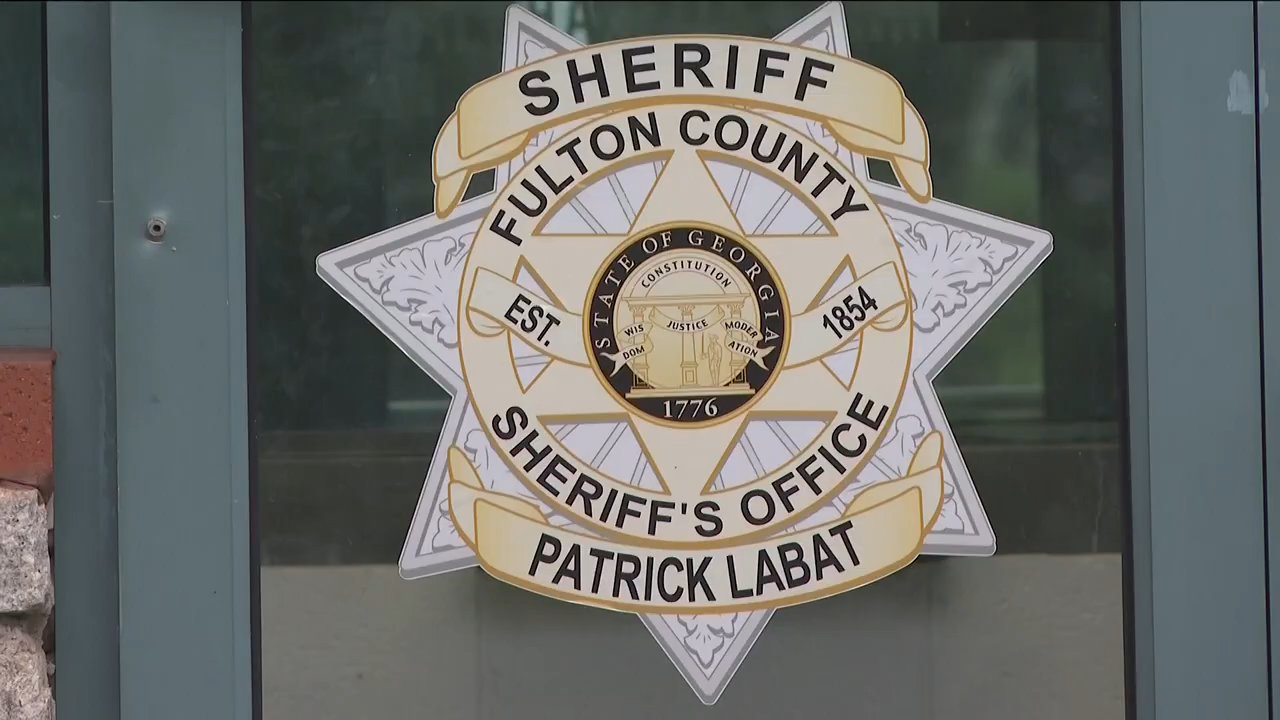 SHERIFF
FULTON COUNTY
EST.
1854
STATE OF GEORGIA
CONSTITUTION
WIS
DOM
JUSTICE
MODER
ATION
1776
SHERIFF'S OFFICE
PATRICK LABAT